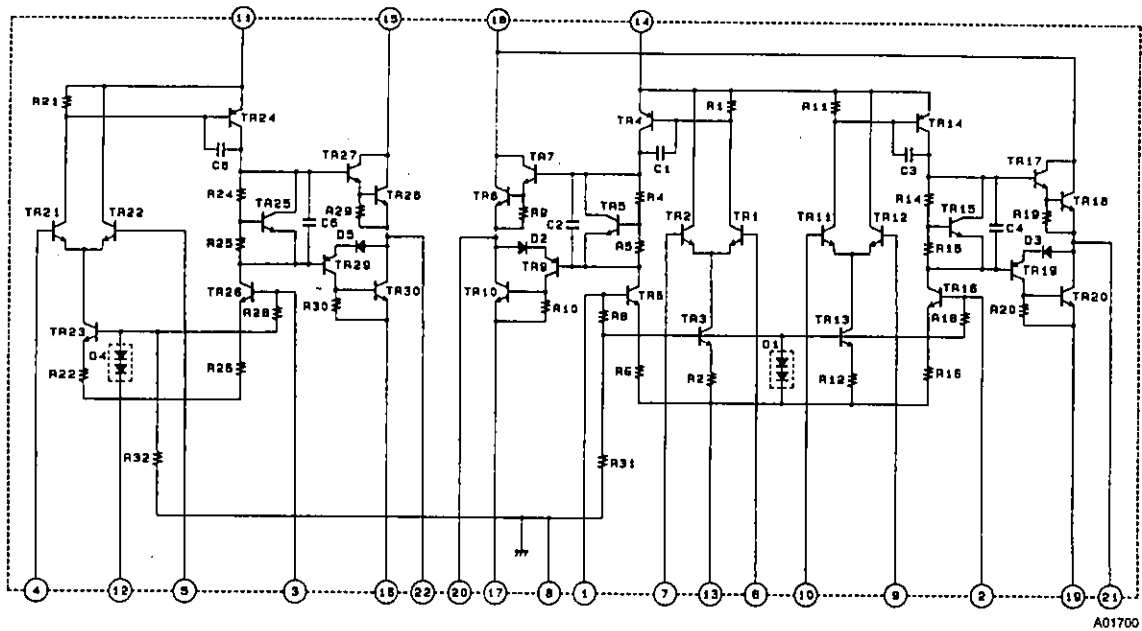 11 15 18 14
R21
TR24
C5
R1 R11
TR4 TR14
C1 C3
TR27 TR7 TR17
R24 TR28 TR6 R4 R14 TR18
TR21 TR22 TR25 R29 R9 TR5 TR2 TR1 TR11 TR12 TR15 R19
C6 C2 C4
R25 D5 D2 R5 R15 D3
TR29 TR9 TR19
TR26 TR30 TR10 TR6 TR16 TR20
R28 R30 R10 R8 R18 R20
TR23 TR3 TR13
D4 D1
R22 R26 R6 R2 R12 R16
R32 R31
4 12 5 3 16 22 20 17 8 1 7 13 6 10 9 2 19 21
A01700